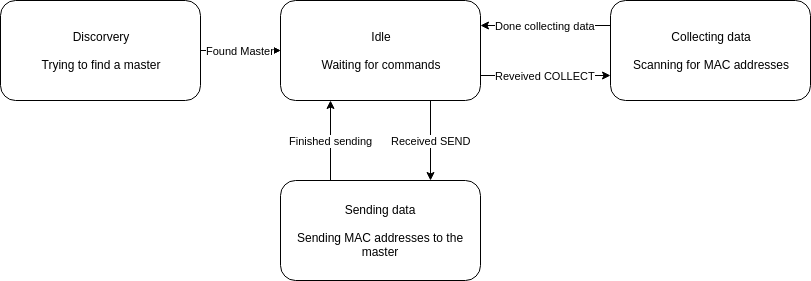 Discorvery
Trying to find a master
Found Master
Idle
Waiting for commands
Done collecting data
Reveived COLLECT
Collecting data
Scanning for MAC addresses
Finished sending
Received SEND
Sending data
Sending MAC addresses to the
master